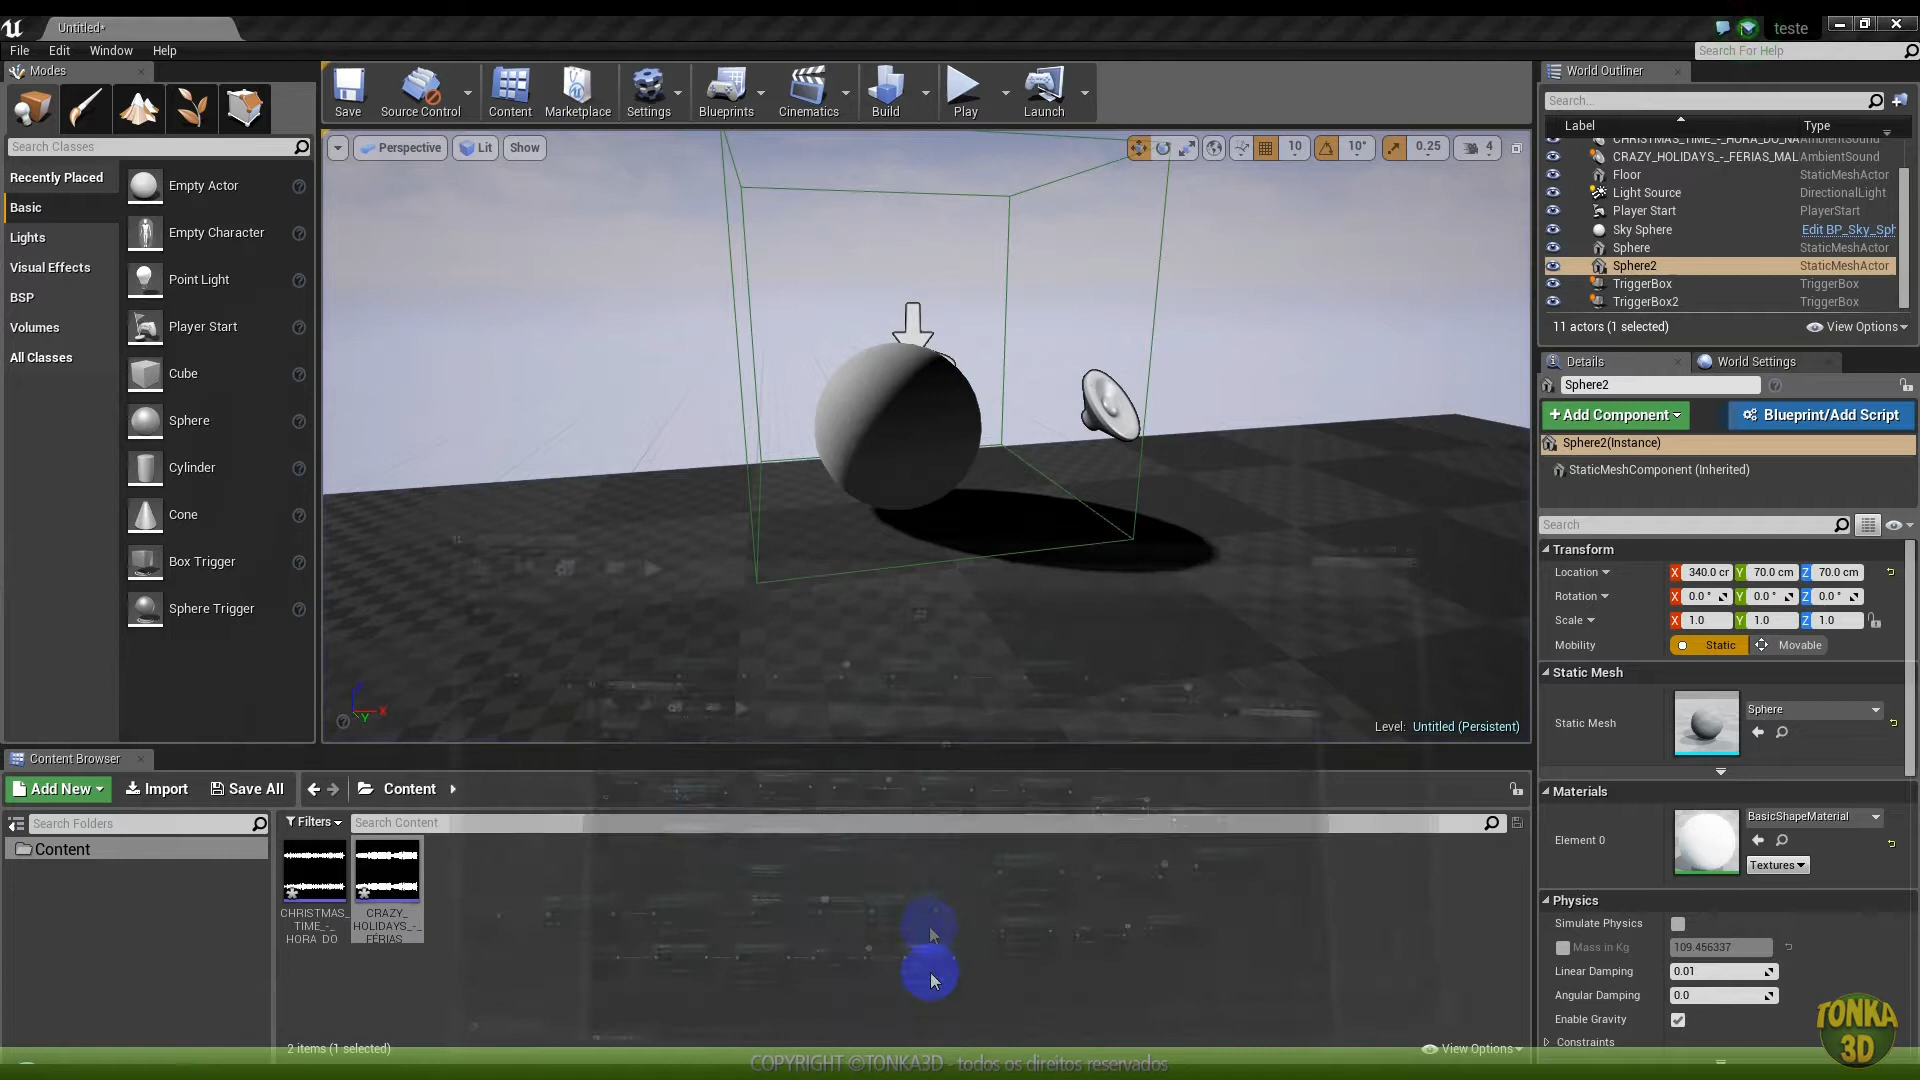 Untitled*
teste
File Edit Window Help
Search For Help
Modes
Search Classes
Recently Placed
Basic
Lights
Visual Effects
BSP
Volumes
All Classes
Empty Actor
Empty Character
Point Light
Player Start
Cube
Sphere
Cylinder
Cone
Box Trigger
Sphere Trigger
Save Source Control Content Marketplace Settings Blueprints Cinematics Build Play Launch
Perspective Lit Show
10 10° 0.25 4
Level: Untitled (Persistent)
World Outliner
Search...
Label Type
CHRISTMAS_TIME_-_HORA_DO_NA AmbientSound
CRAZY_HOLIDAYS_-_FÉRIAS_MAL AmbientSound
Floor StaticMeshActor
Light Source DirectionalLight
Player Start PlayerStart
Sky Sphere Edit BP_Sky_Sph
Sphere StaticMeshActor
Sphere2 StaticMeshActor
TriggerBox TriggerBox
TriggerBox2 TriggerBox
11 actors (1 selected) View Options
Details World Settings
Sphere2
+Add Component Blueprint/Add Script
Sphere2(Instance)
StaticMeshComponent (Inherited)
Search
Transform
Location X 340.0 cr Y 70.0 cm Z 70.0 cm
Rotation X 0.0 ° Y 0.0 ° Z 0.0 °
Scale X 1.0 Y 1.0 Z 1.0
Mobility Static Movable
Static Mesh
Static Mesh Sphere
Materials
Element 0 BasicShapeMaterial
Textures
Physics
Simulate Physics
Mass in Kg 109.456337
Linear Damping 0.01
Angular Damping 0.0
Enable Gravity
Constraints
Content Browser
Add New Import Save All Content
Search Folders
Content
Filters Search Content
CHRISTMAS_
TIME_-_
HORA_DO
CRAZY_
HOLIDAYS_-_
FÉRIAS
2 items (1 selected) View Options
X Y
TONKA
3D
COPYRIGHT ©TONKA3D - todos os direitos reservados